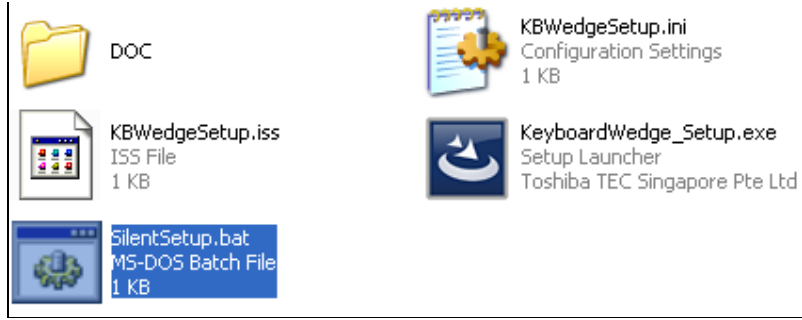 DOC
KBWedgeSetup.ini
Configuration Settings
1 KB
KBWedgeSetup.iss
ISS File
1 KB
KeyboardWedge_Setup.exe
Setup Launcher
Toshiba TEC Singapore Pte Ltd
SilentSetup.bat
MS-DOS Batch File
1 KB